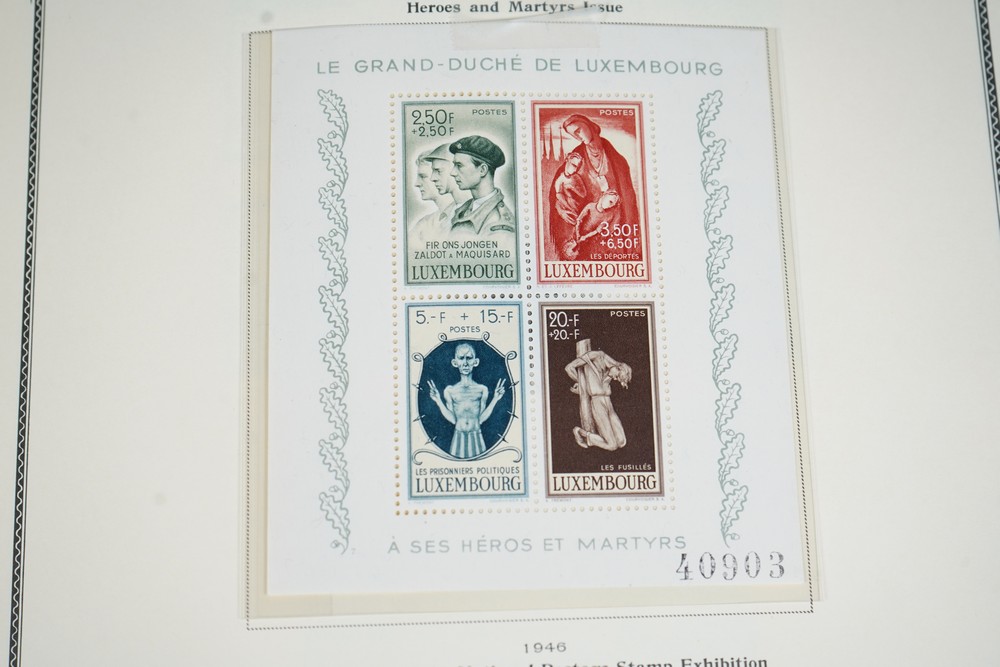 Heroes and Martyrs Issue
LE GRAND-DUCHÉ DE LUXEMBOURG
2,50F
+2,50F
POSTES
FIR ONS JONGEN
ZALDOT A MAQUISARD
LUXEMBOURG
POSTES
3,50F
+6,50F
LES DÉPORTÉS
LUXEMBOURG
5.-F + 15.-F
POSTES
LES PRISONNIERS POLITIQUES
LUXEMBOURG
20.-F
+20.-F
POSTES
LES FUSILLÉS
LUXEMBOURG
À SES HÉROS ET MARTYRS
40903
1946
Stamp Exhibition